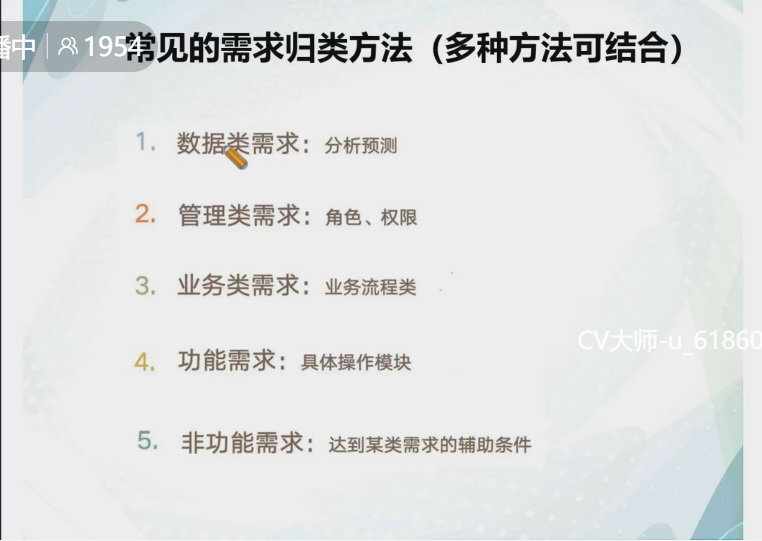 播中 1954
常见的需求归类方法（多种方法可结合）
1. 数据类需求：分析预测
2. 管理类需求：角色、权限
3. 业务类需求：业务流程类
CV大师-u_61860
4. 功能需求：具体操作模块
5. 非功能需求：达到某类需求的辅助条件